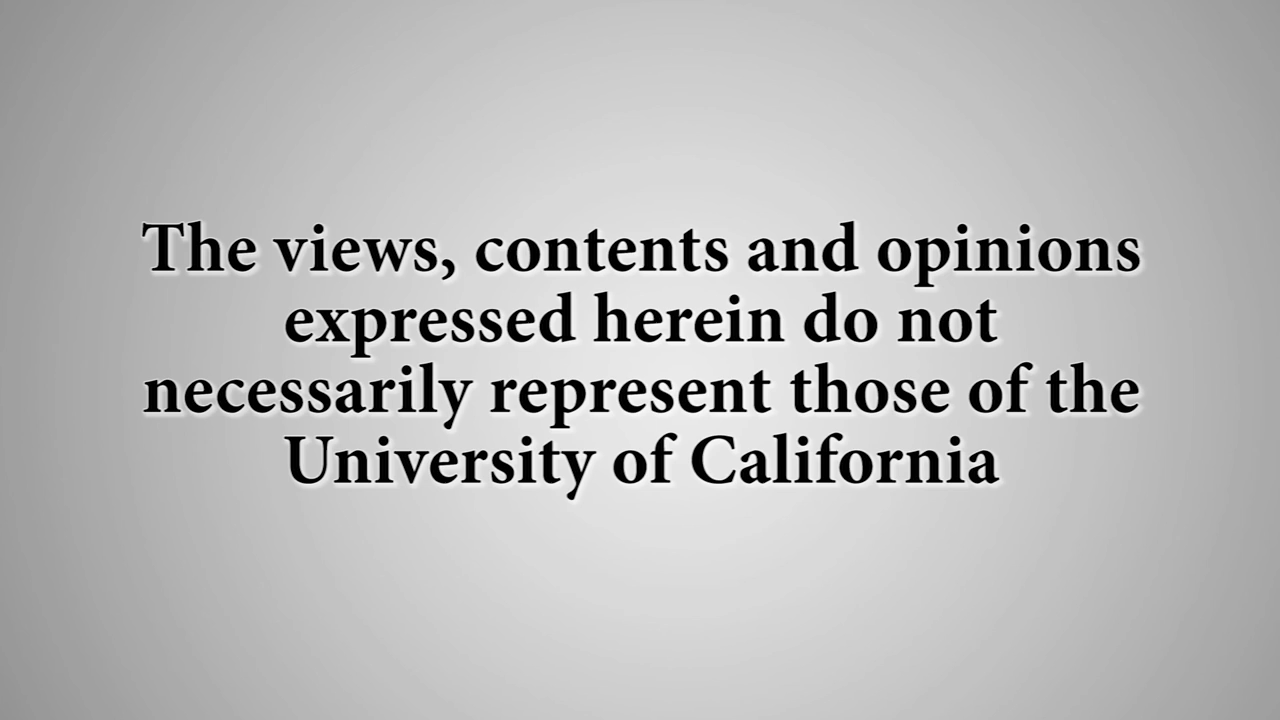 The views, contents and opinions
expressed herein do not
necessarily represent those of the
University of California